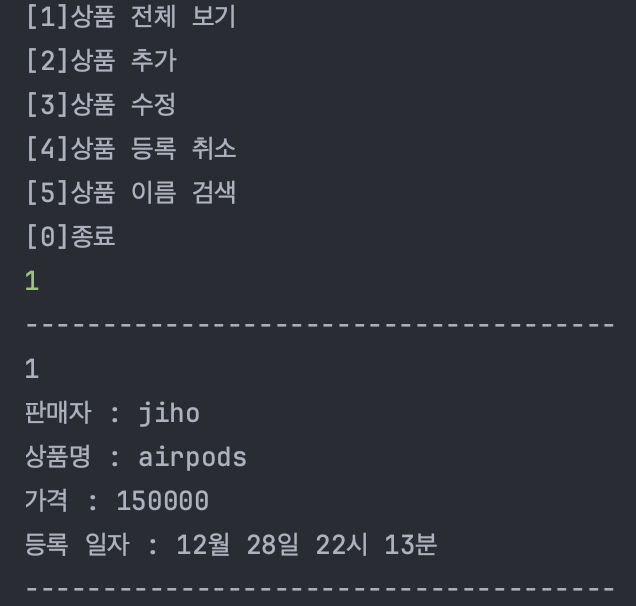 [1]상품 전체 보기
[2]상품 추가
[3]상품 수정
[4]상품 등록 취소
[5]상품 이름 검색
[0]종료
1
---------------------------------------
1
판매자 : jiho
상품명 : airpods
가격 : 150000
등록 일자 : 12월 28일 22시 13분
---------------------------------------